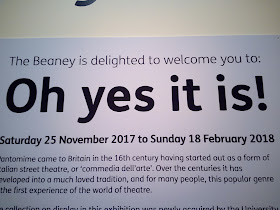 The Beaney is delighted to welcome you to:
Oh yes it is!
Saturday 25 November 2017 to Sunday 18 February 2018
Pantomime came to Britain in the 16th century having started out as a form of
Italian street theatre, or 'commedia dell'arte'. Over the centuries it has
developed into a much loved tradition, and for many people, this popular genre
the first experience of the world of theatre.
collection on display in this exhibition was newly acquired by the University